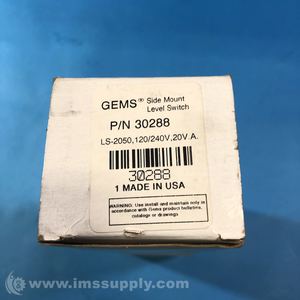 GEMS® Side Mount
Level Switch
P/N 30288
LS-2050,120/240V,20V.A.
30288
1 MADE IN USA
WARNING: Use install and maintain only in
accordance with Gems product bulletins,
catalogs or drawings
© www.imssupply.com